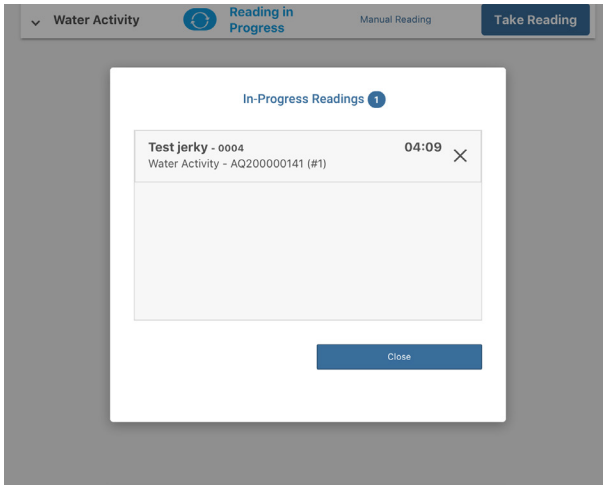 Water Activity
Reading in
Progress
Manual Reading
Take Reading
In-Progress Readings 1
Test jerky - 0004
04:09
Water Activity - AQ200000141 (#1)
Close